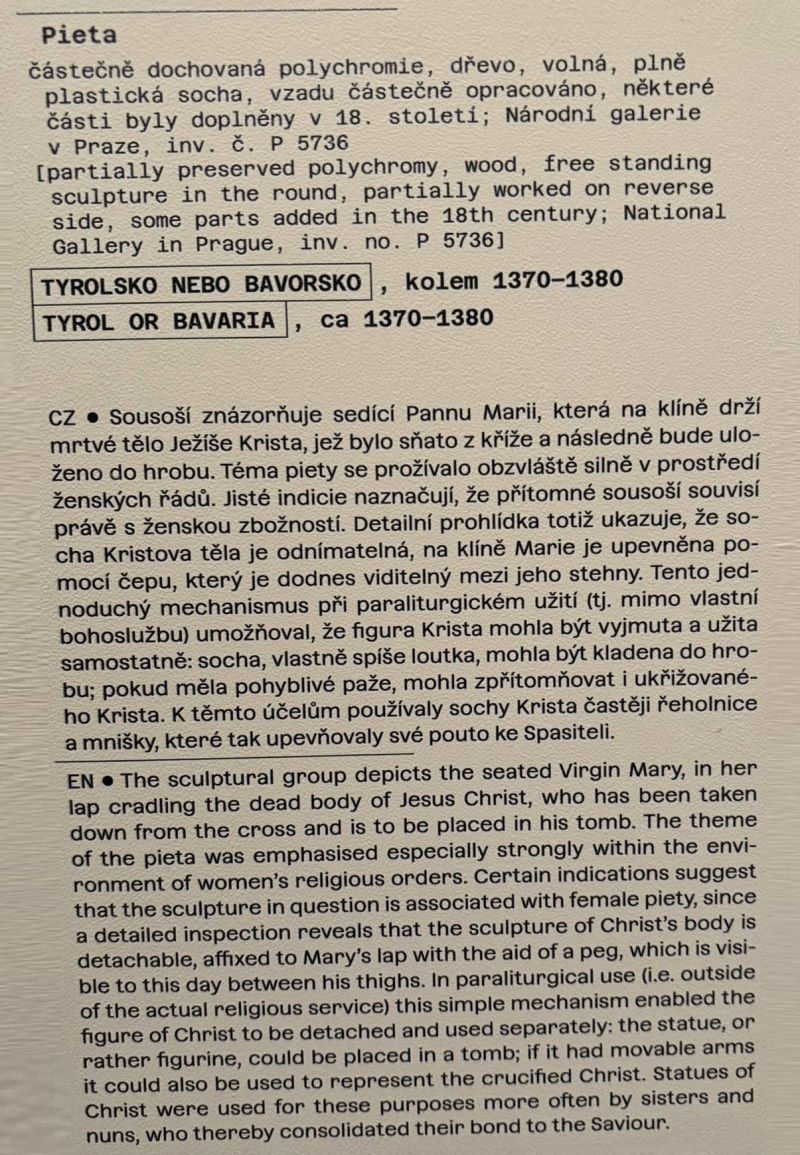 Pieta
částečně dochovaná polychromie, dřevo, volná, plně
plastická socha, vzadu částečně opracováno, některé
části byly doplněny v 18. století; Národní galerie
v Praze, inv. č. P 5736
[partially preserved polychromy, wood, free standing
sculpture in the round, partially worked on reverse
side, some parts added in the 18th century; National
Gallery in Prague, inv. no. P 5736]
TYROLSKO NEBO BAVORSKO, kolem 1370–1380
TYROL OR BAVARIA, ca 1370–1380
CZ ● Sousoší znázorňuje sedící Pannu Marii, která na klíně drží
mrtvé tělo Ježíše Krista, jež bylo sňato z kříže a následně bude ulo-
ženo do hrobu. Téma piety se prožívalo obzvláště silně v prostředí
ženských řádů. Jisté indicie naznačují, že přítomné sousoší souvisí
právě s ženskou zbožností. Detailní prohlídka totiž ukazuje, že so-
cha Kristova těla je odnímatelná, na klíně Marie je upevněna po-
mocí čepu, který je dodnes viditelný mezi jeho stehny. Tento jed-
noduchý mechanismus při paraliturgickém užití (tj. mimo vlastní
bohoslužbu) umožňoval, že figura Krista mohla být vyjmuta a užita
samostatně: socha, vlastně spíše loutka, mohla být kladena do hro-
bu; pokud měla pohyblivé paže, mohla zpřítomňovat i ukřižované-
ho Krista. K těmto účelům používaly sochy Krista častěji řeholnice
a mnišky, které tak upevňovaly své pouto ke Spasiteli.
EN ● The sculptural group depicts the seated Virgin Mary, in her
lap cradling the dead body of Jesus Christ, who has been taken
down from the cross and is to be placed in his tomb. The theme
of the pieta was emphasised especially strongly within the envi-
ronment of women's religious orders. Certain indications suggest
that the sculpture in question is associated with female piety, since
a detailed inspection reveals that the sculpture of Christ's body is
detachable, affixed to Mary's lap with the aid of a peg, which is visi-
ble to this day between his thighs. In paraliturgical use (i.e. outside
of the actual religious service) this simple mechanism enabled the
figure of Christ to be detached and used separately: the statue, or
rather figurine, could be placed in a tomb; if it had movable arms
it could also be used to represent the crucified Christ. Statues of
Christ were used for these purposes more often by sisters and
nuns, who thereby consolidated their bond to the Saviour.